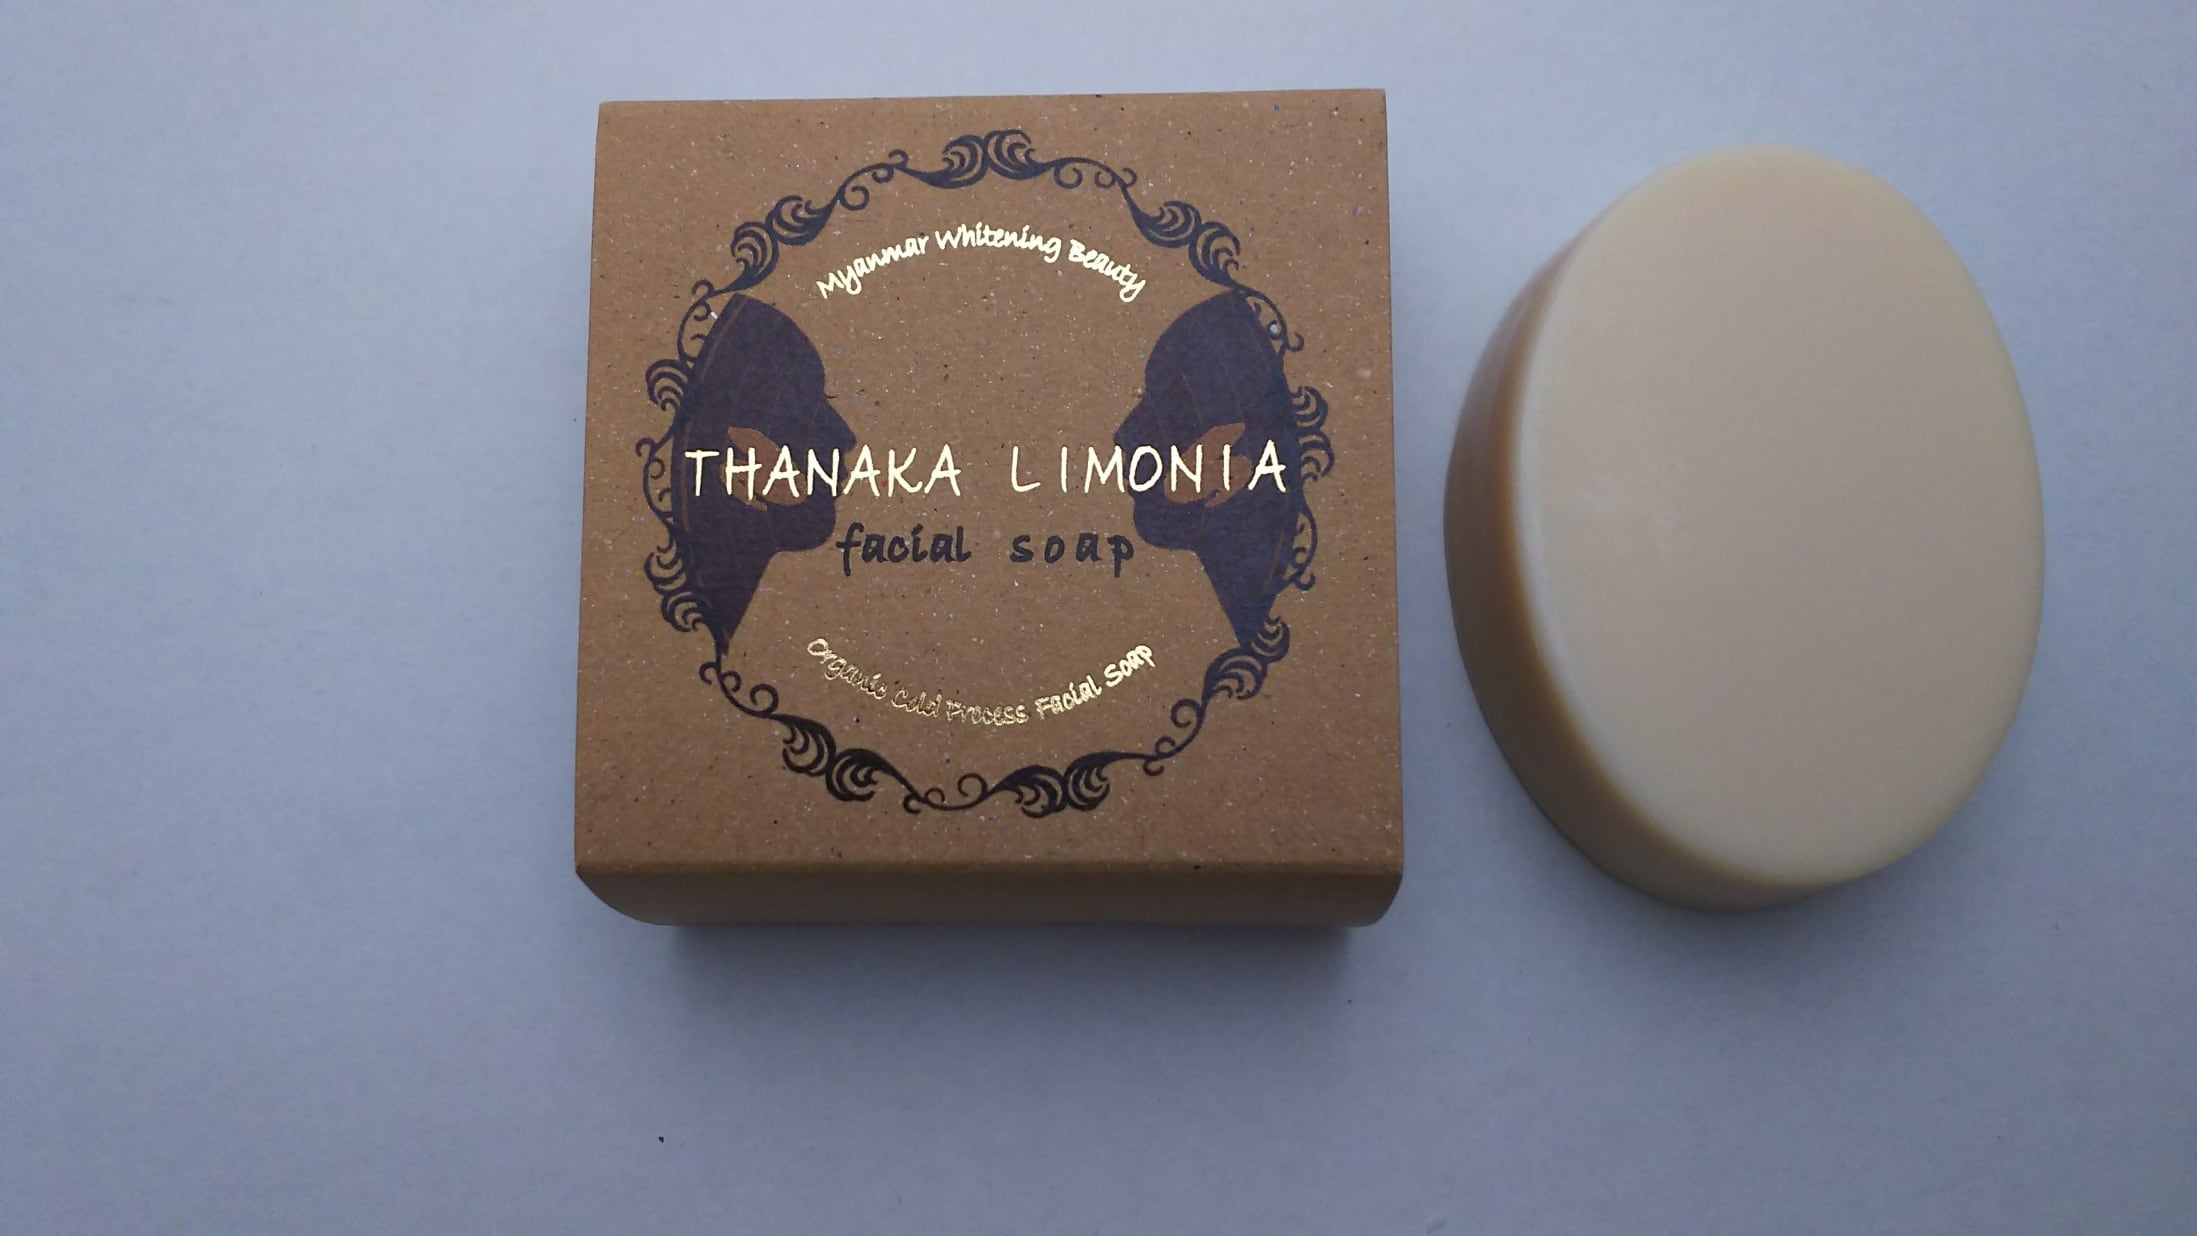 Myanmar Whitening Beauty
THANAKA LIMONIA
facial soap
Organic Cold Process Facial Soap